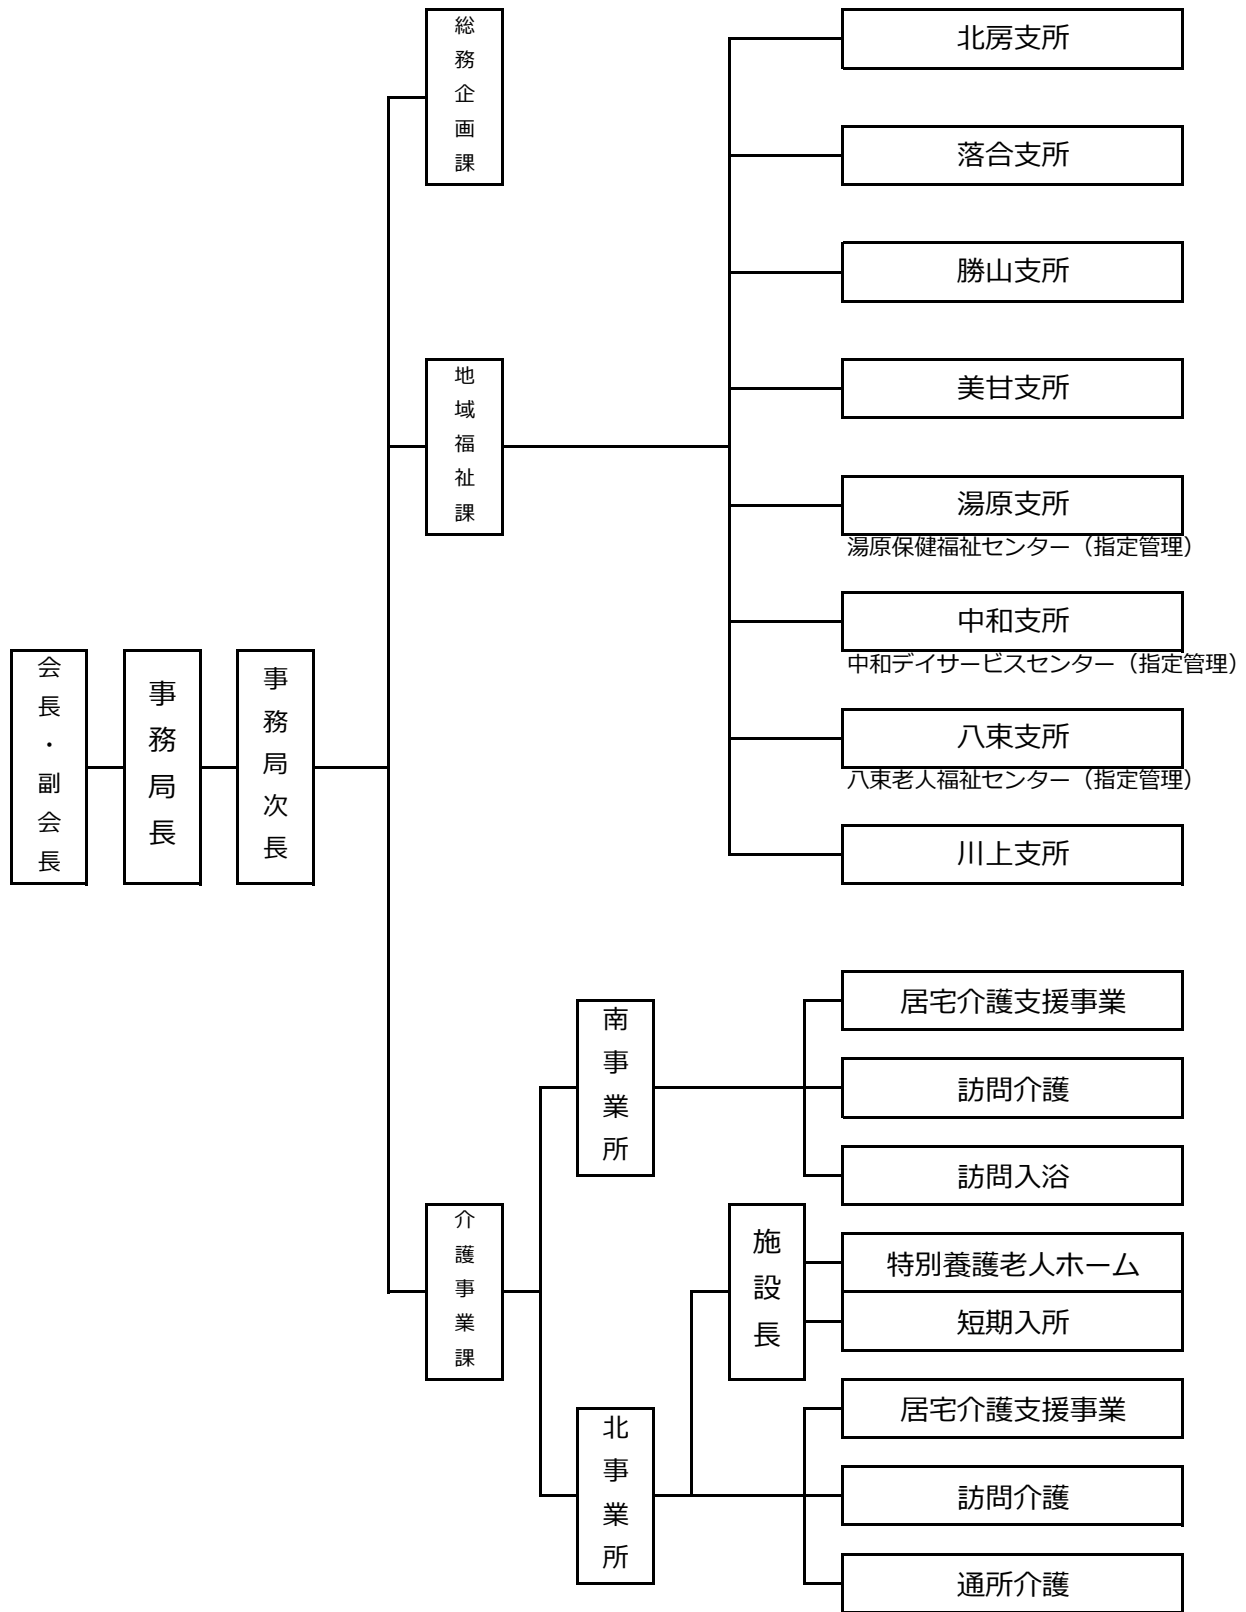 会長・副会長
事務局長
事務局次長
総務企画課
地域福祉課
北房支所
落合支所
勝山支所
美甘支所
湯原支所
湯原保健福祉センター（指定管理）
中和支所
中和デイサービスセンター（指定管理）
八束支所
八束老人福祉センター（指定管理）
川上支所
介護事業課
南事業所
居宅介護支援事業
訪問介護
訪問入浴
北事業所
施設長
特別養護老人ホーム
短期入所
居宅介護支援事業
訪問介護
通所介護